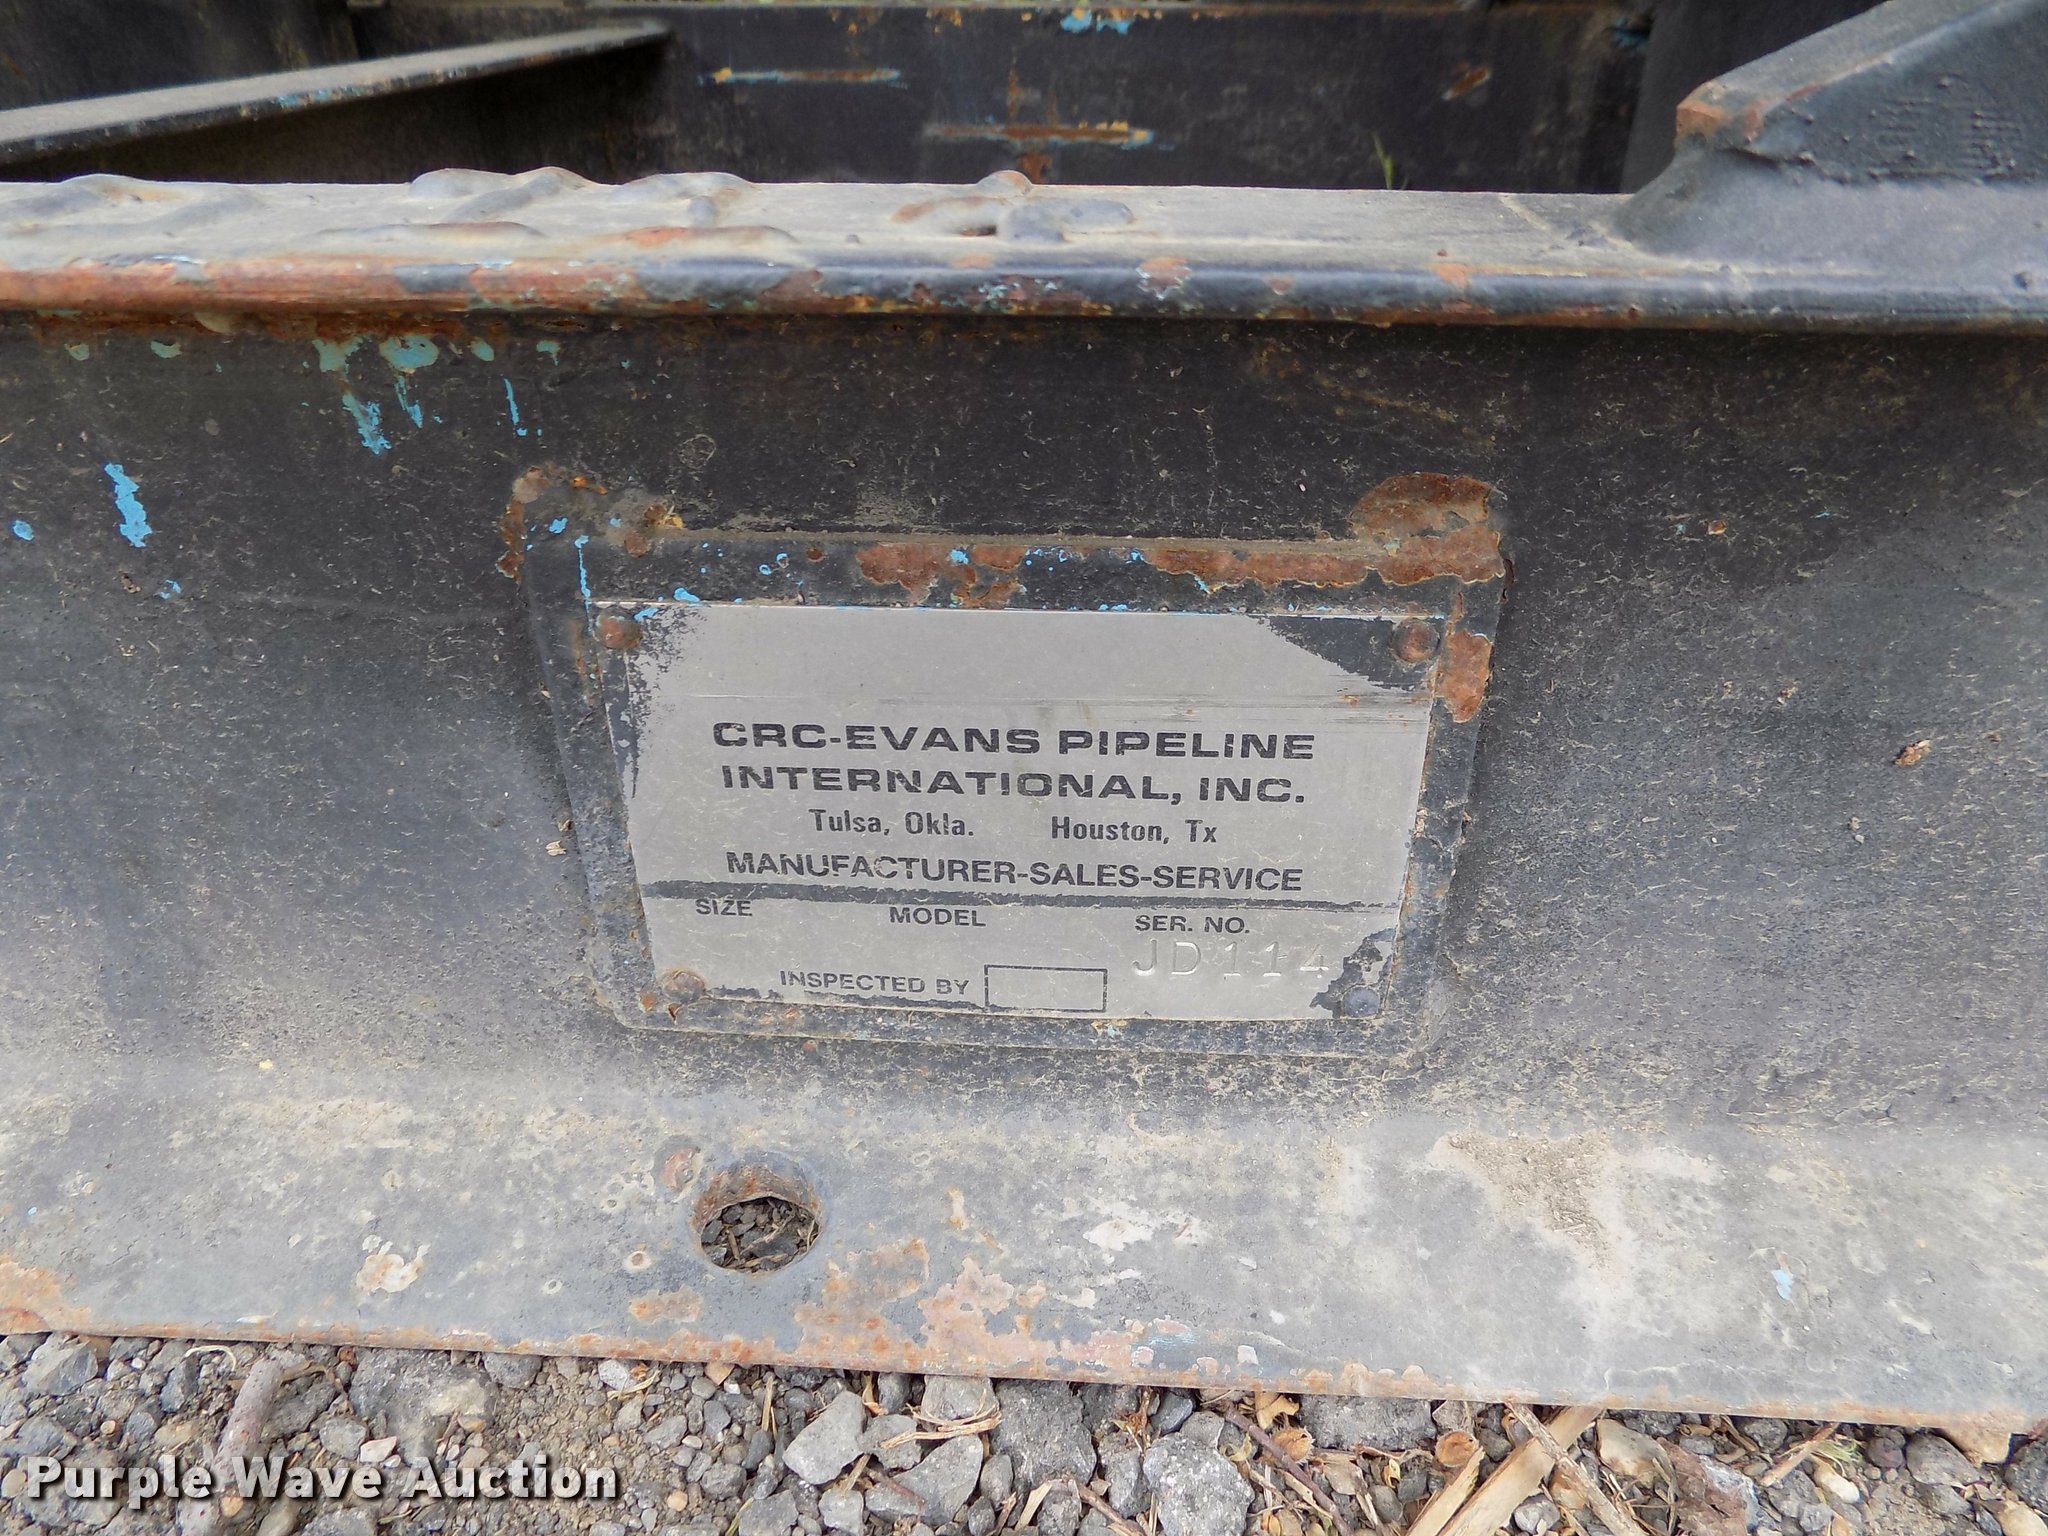 CRC-EVANS PIPELINE
INTERNATIONAL, INC.
Tulsa, Okla. Houston, Tx
MANUFACTURER-SALES-SERVICE
SIZE MODEL SER. NO.
JD114
INSPECTED BY
Purple Wave Auction